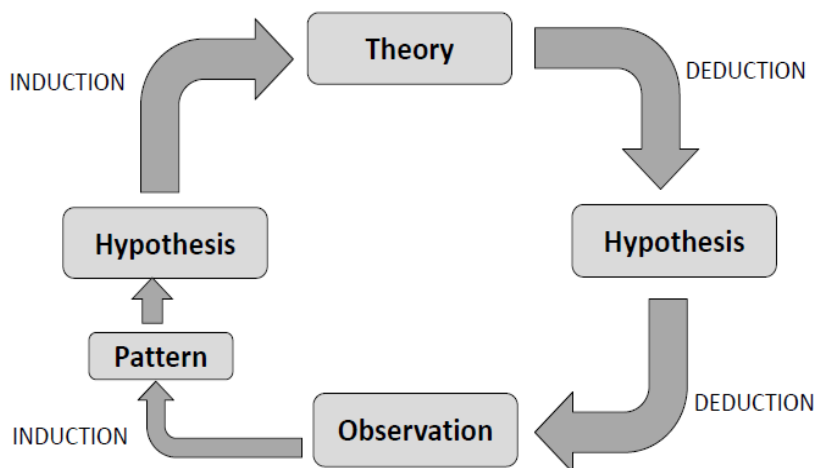 Theory
INDUCTION
DEDUCTION
Hypothesis
Hypothesis
Pattern
Observation
DEDUCTION
INDUCTION